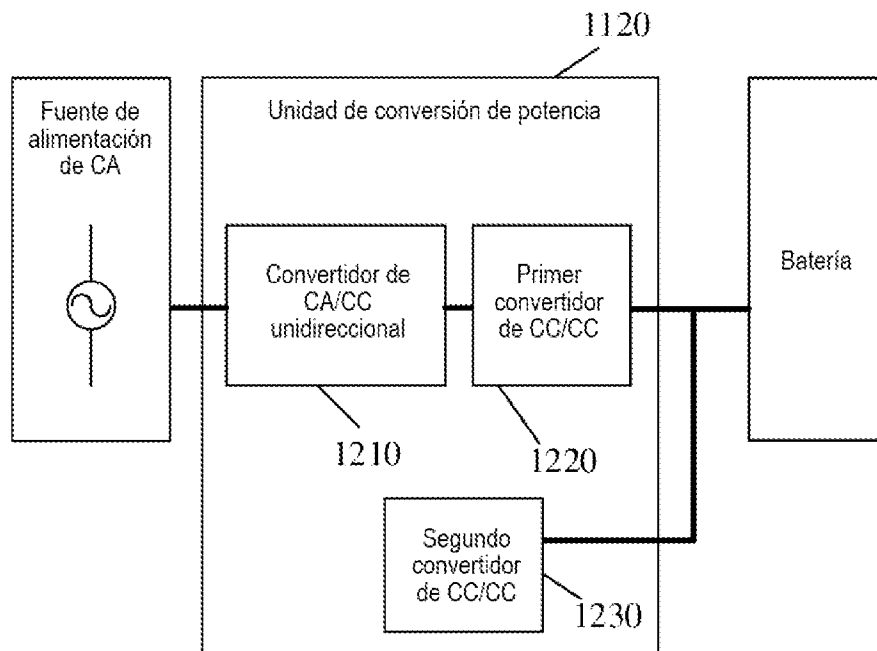 1120
Fuente de
alimentación
de CA
Unidad de conversión de potencia
Convertidor de
CA/CC
unidireccional
Primer
convertidor
de CC/CC
Batería
1210
1220
Segundo
convertidor
de CC/CC
1230